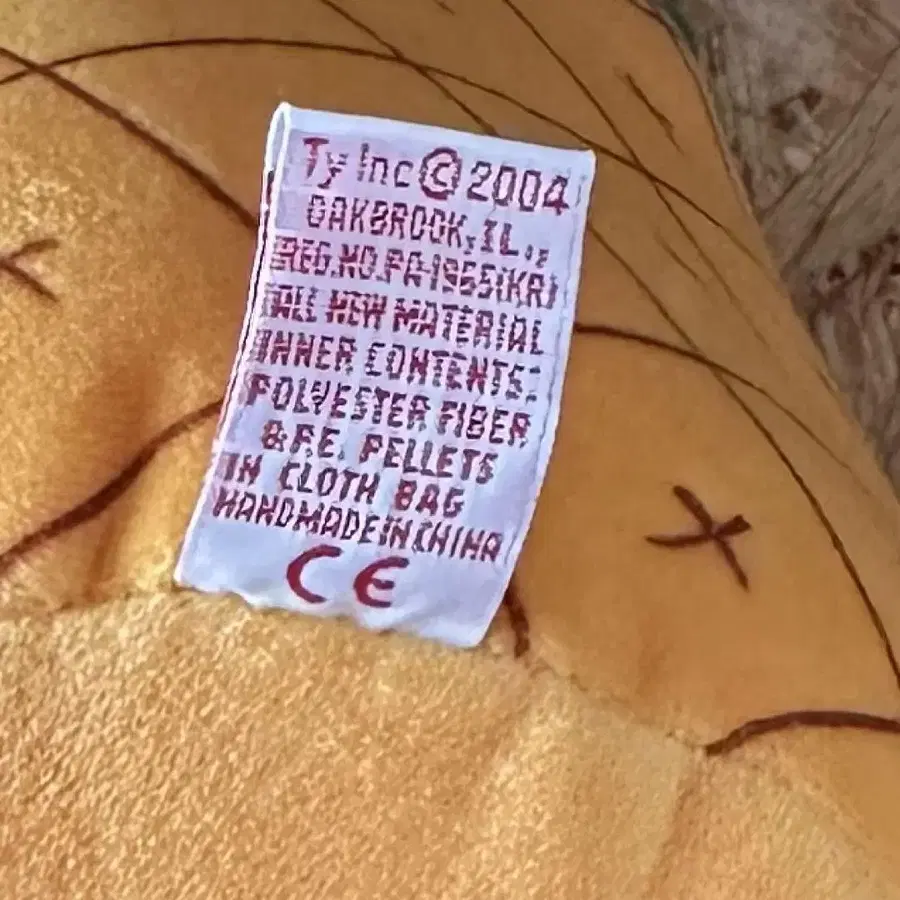 Ty Inc © 2004
OAKBROOK, IL.,
REG.NO.PA-1965(KR)
ALL NEW MATERIAL
INNER CONTENTS:
POLYESTER FIBER
& P.E. PELLETS
IN CLOTH BAG
HANDMADE IN CHINA
CE